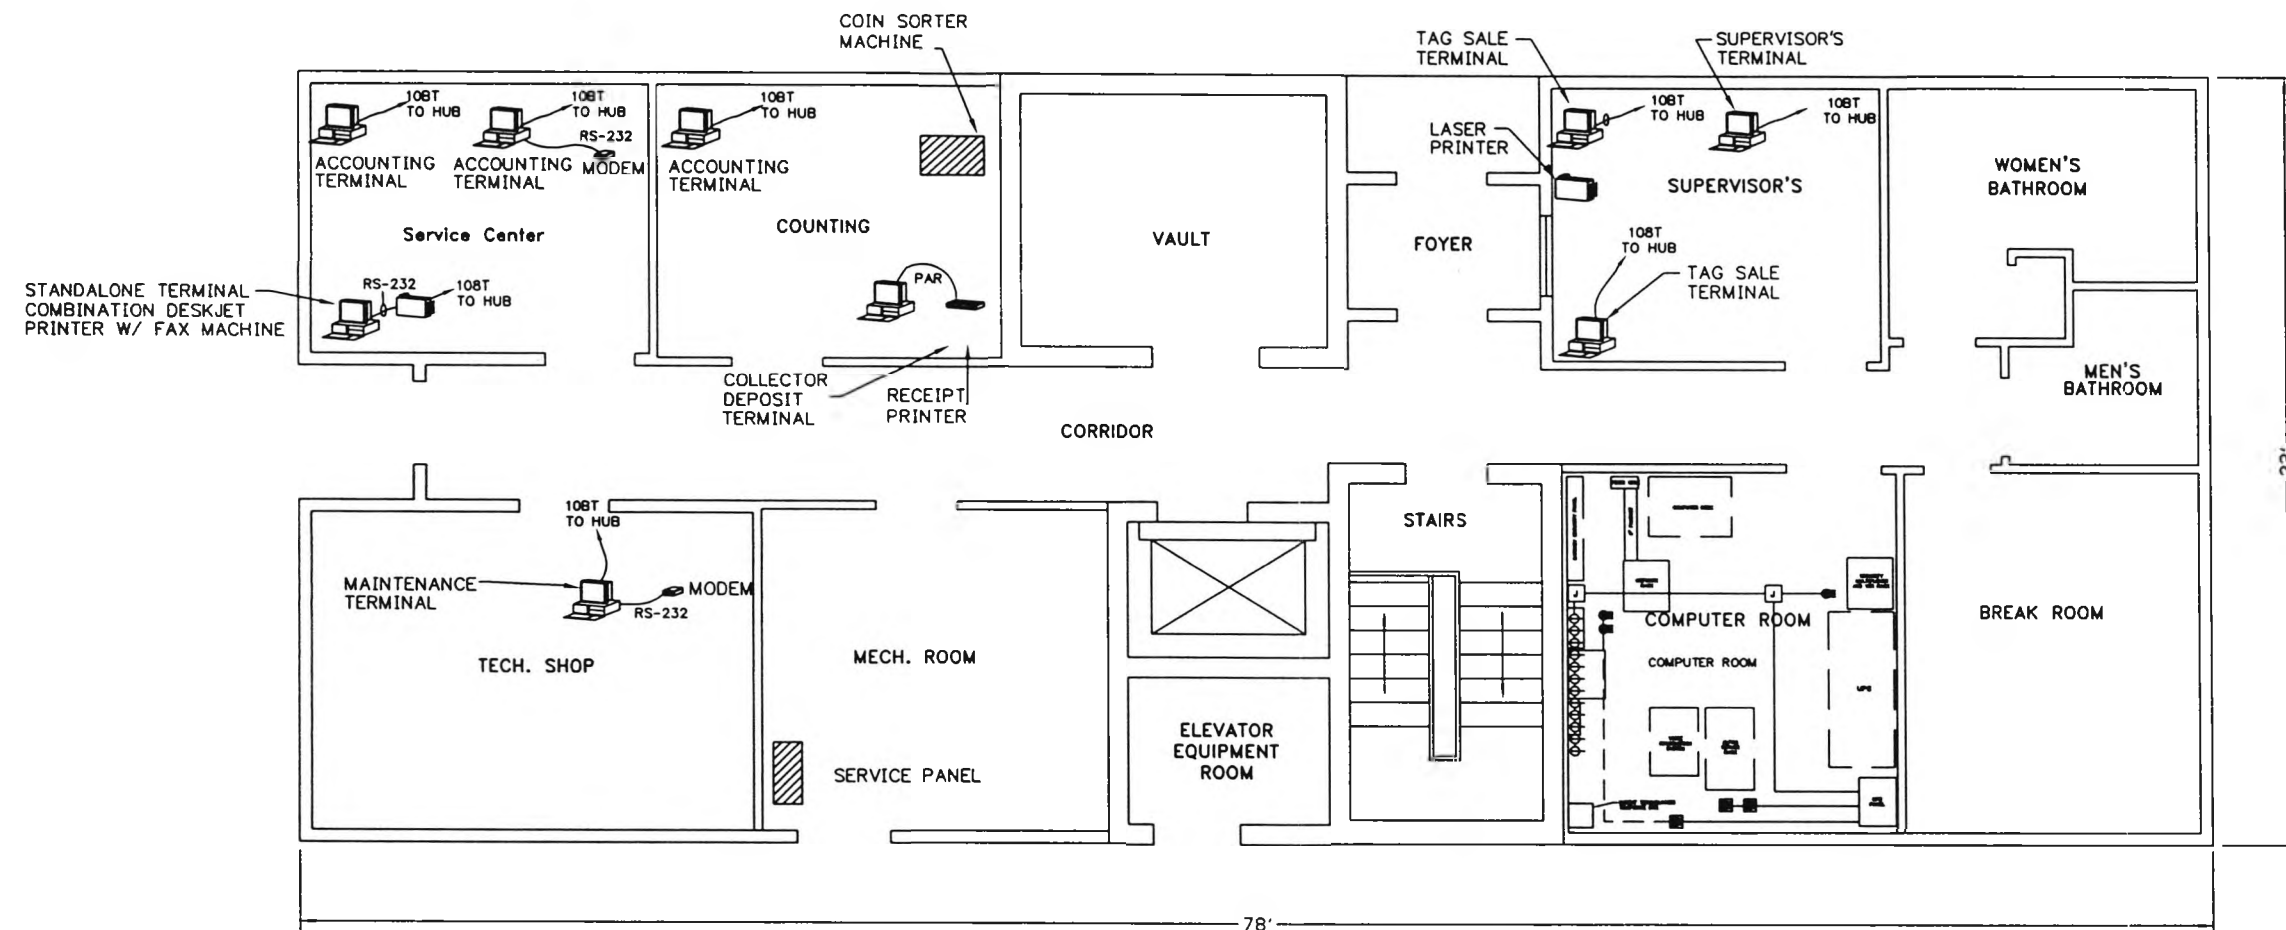 COIN SORTER
MACHINE
TAG SALE
TERMINAL
SUPERVISOR'S
TERMINAL
10BT
TO HUB
10BT
TO HUB
RS-232
MODEM
ACCOUNTING
TERMINAL
ACCOUNTING
TERMINAL
Service Center
10BT
TO HUB
ACCOUNTING
TERMINAL
COUNTING
VAULT
LASER
PRINTER
FOYER
10BT
TO HUB
10BT
TO HUB
SUPERVISOR'S
WOMEN'S
BATHROOM
STANDALONE TERMINAL
COMBINATION DESKJET
PRINTER W/ FAX MACHINE
RS-232
10BT
TO HUB
PAR
COLLECTOR
DEPOSIT
TERMINAL
RECEIPT
PRINTER
10BT
TO HUB
TAG SALE
TERMINAL
MEN'S
BATHROOM
CORRIDOR
10BT
TO HUB
MAINTENANCE
TERMINAL
MODEM
RS-232
TECH. SHOP
MECH. ROOM
SERVICE PANEL
ELEVATOR
EQUIPMENT
ROOM
STAIRS
J
J
COMPUTER ROOM
COMPUTER ROOM
UPS
BREAK ROOM
78'